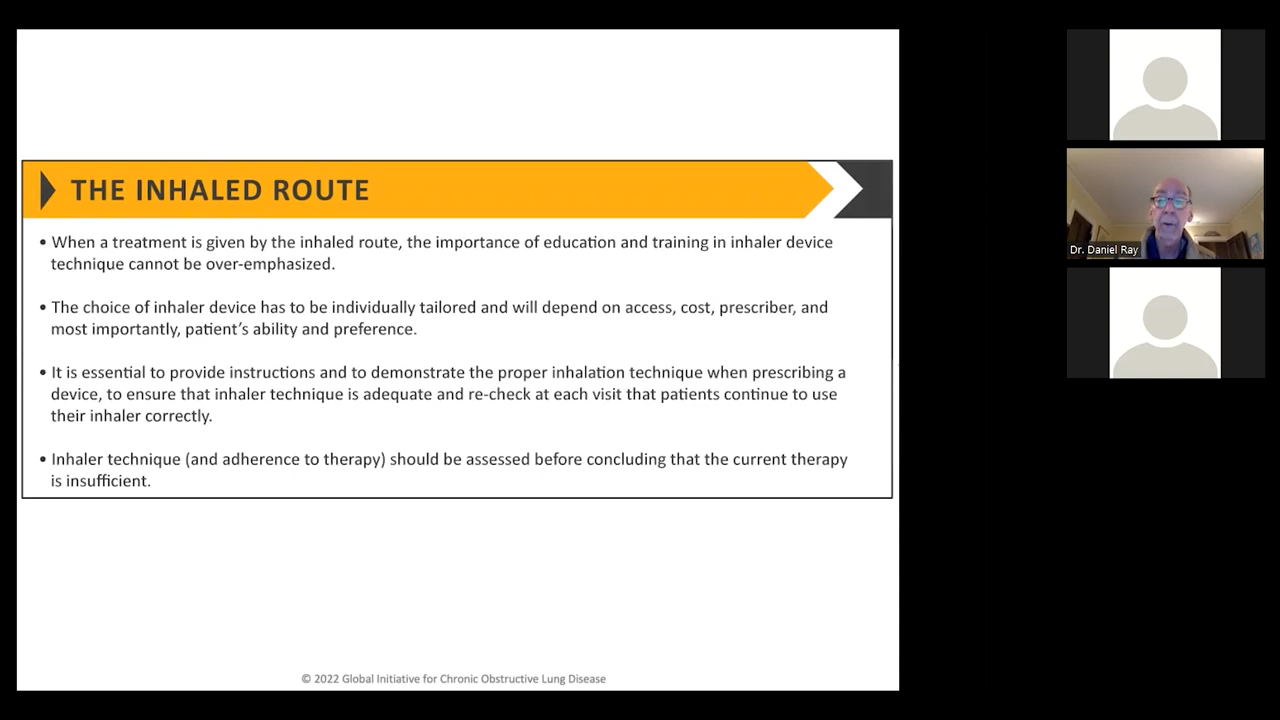 THE INHALED ROUTE
• When a treatment is given by the inhaled route, the importance of education and training in inhaler device
technique cannot be over-emphasized.
• The choice of inhaler device has to be individually tailored and will depend on access, cost, prescriber, and
most importantly, patient’s ability and preference.
• It is essential to provide instructions and to demonstrate the proper inhalation technique when prescribing a
device, to ensure that inhaler technique is adequate and re-check at each visit that patients continue to use
their inhaler correctly.
• Inhaler technique (and adherence to therapy) should be assessed before concluding that the current therapy
is insufficient.
© 2022 Global Initiative for Chronic Obstructive Lung Disease
Dr. Daniel Ray